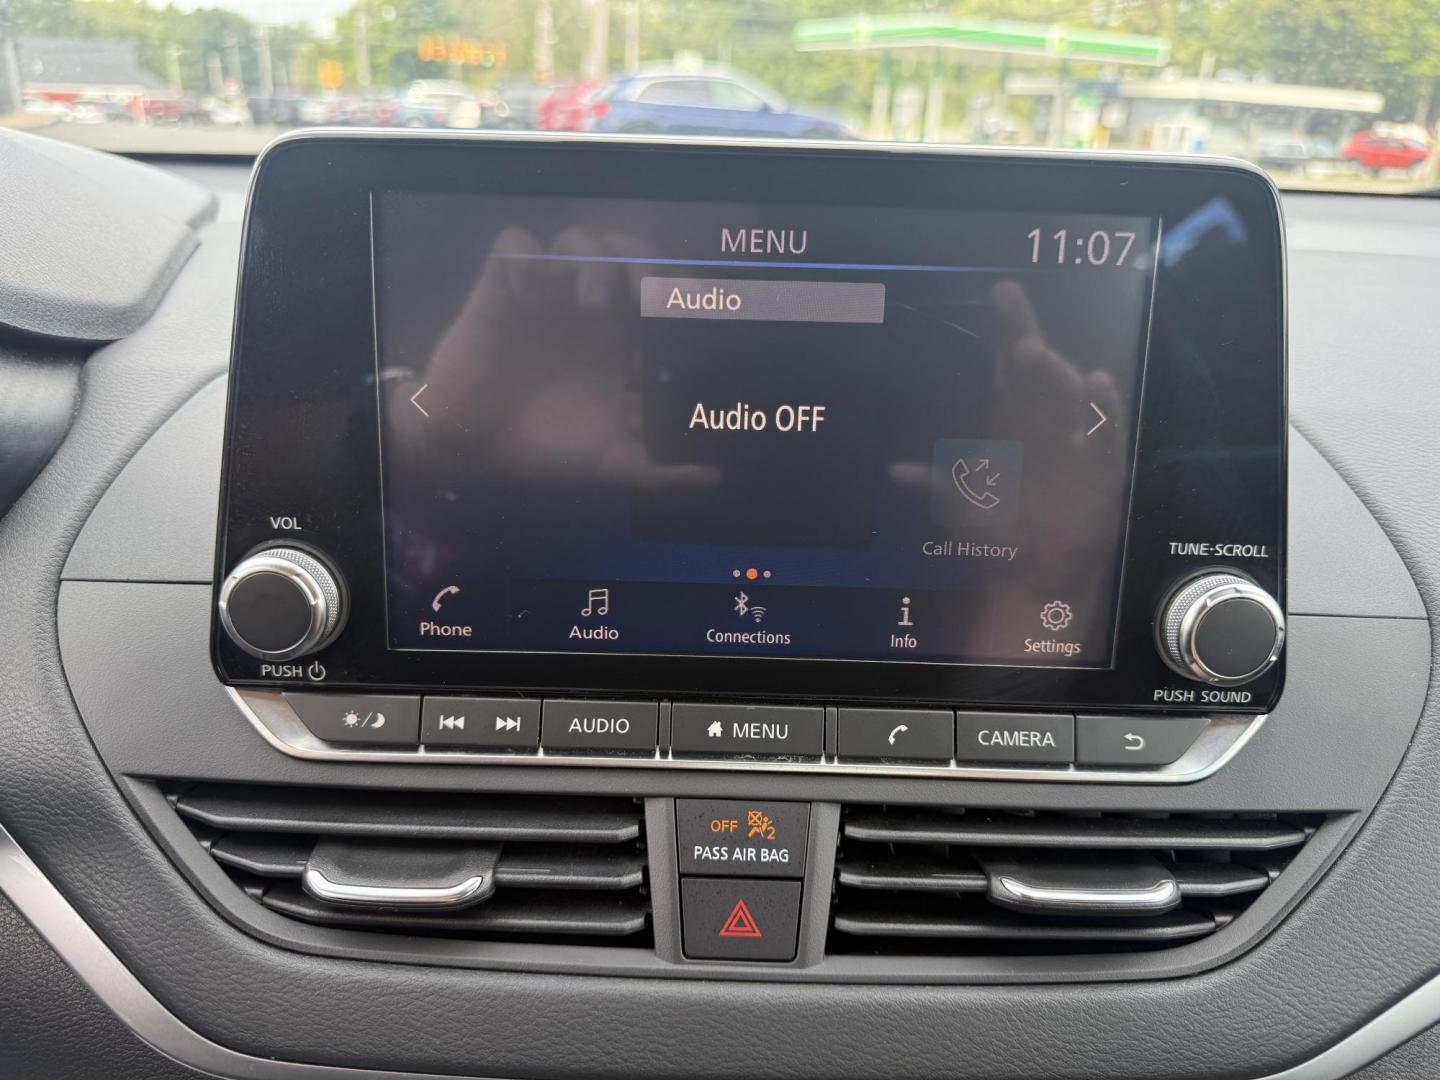 MENU
11:07
Audio
Audio OFF
Call History
VOL
TUNE·SCROLL
Phone
Audio
Connections
Info
Settings
PUSH
PUSH SOUND
AUDIO
MENU
CAMERA
OFF
2
PASS AIR BAG